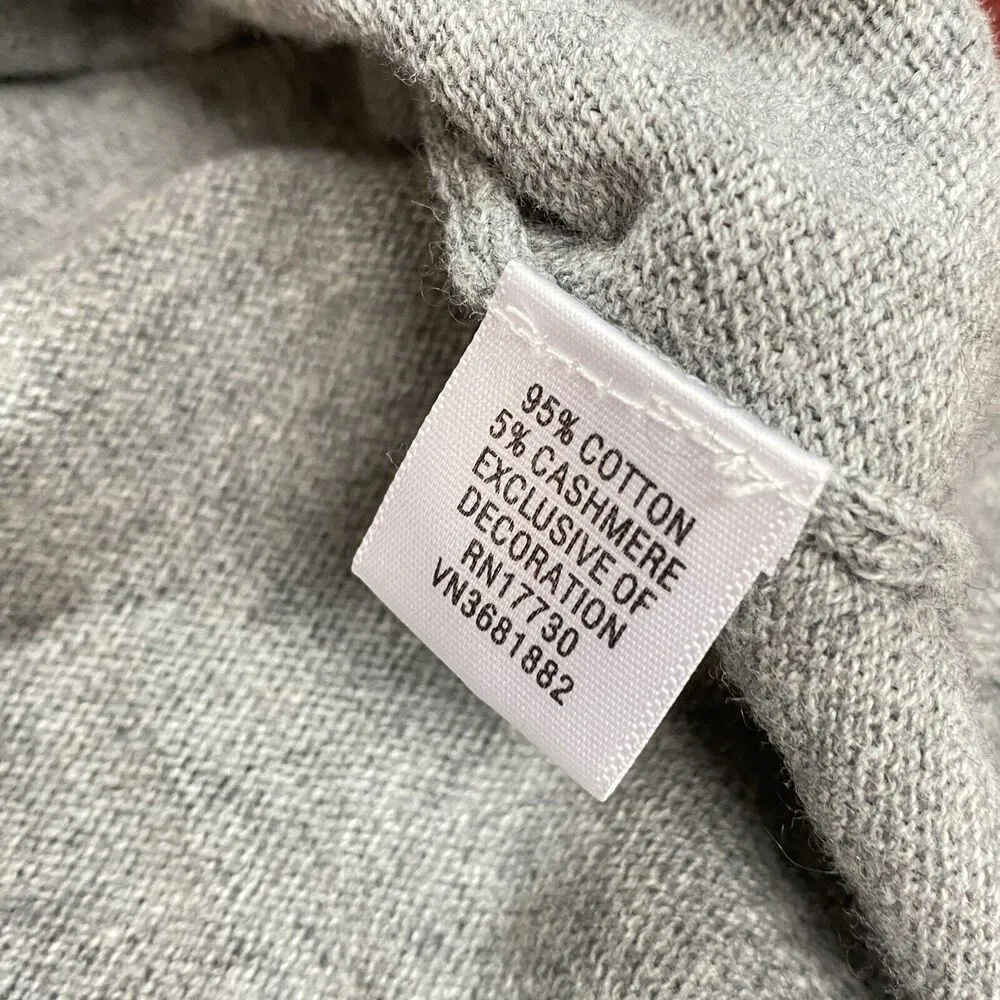 95% COTTON
5% CASHMERE
EXCLUSIVE OF
DECORATION
RN17730
VN3681882